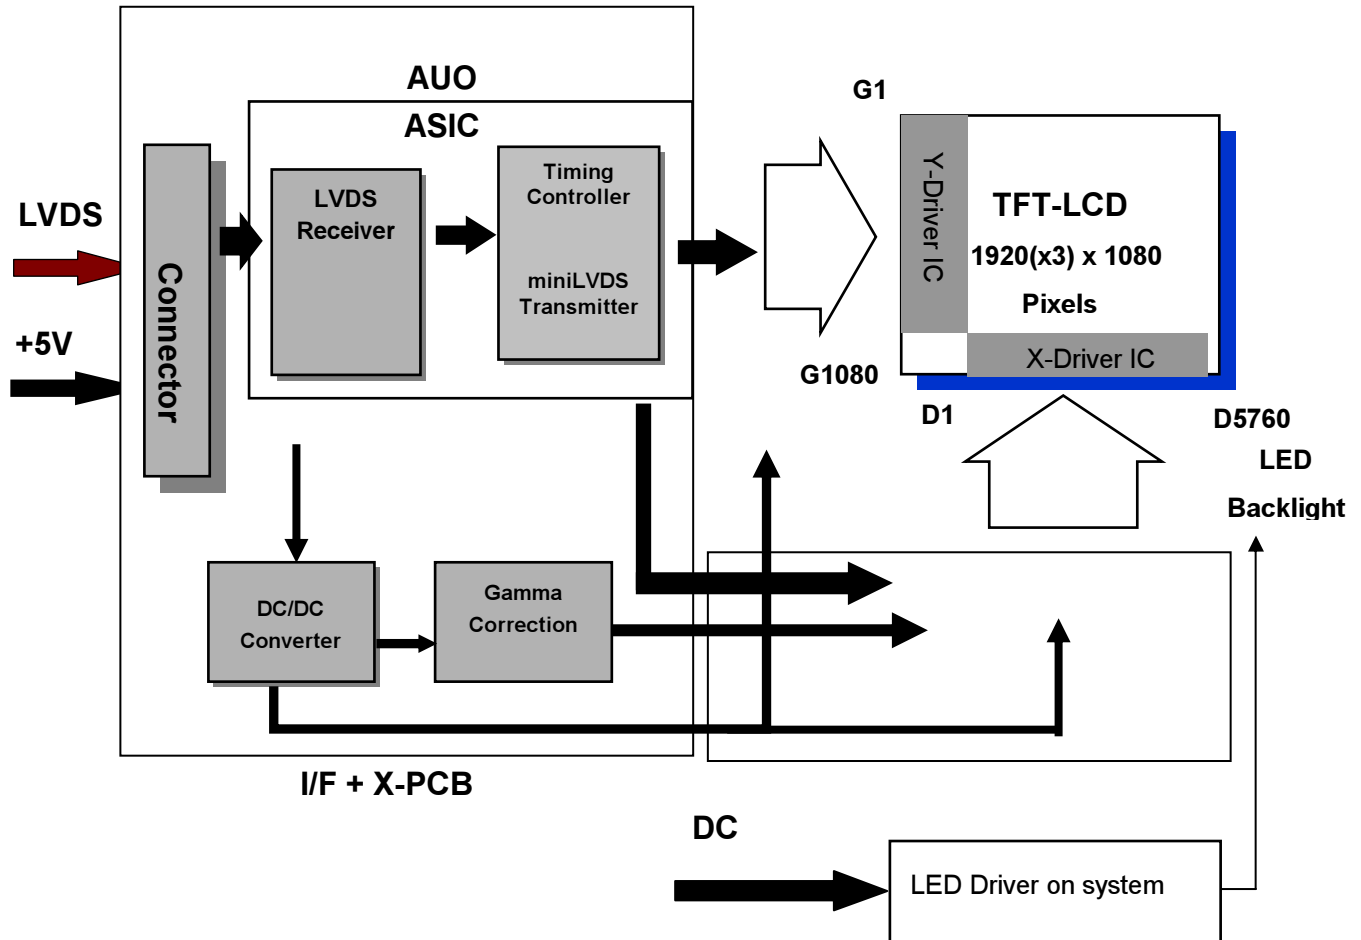 AUO
ASIC
G1
LVDS
+5V
Connector
LVDS
Receiver
Timing
Controller
miniLVDS
Transmitter
Y-Driver IC
TFT-LCD
1920(x3) x 1080
Pixels
X-Driver IC
G1080
D1
D5760
LED
Backlight
DC/DC
Converter
Gamma
Correction
I/F + X-PCB
DC
LED Driver on system